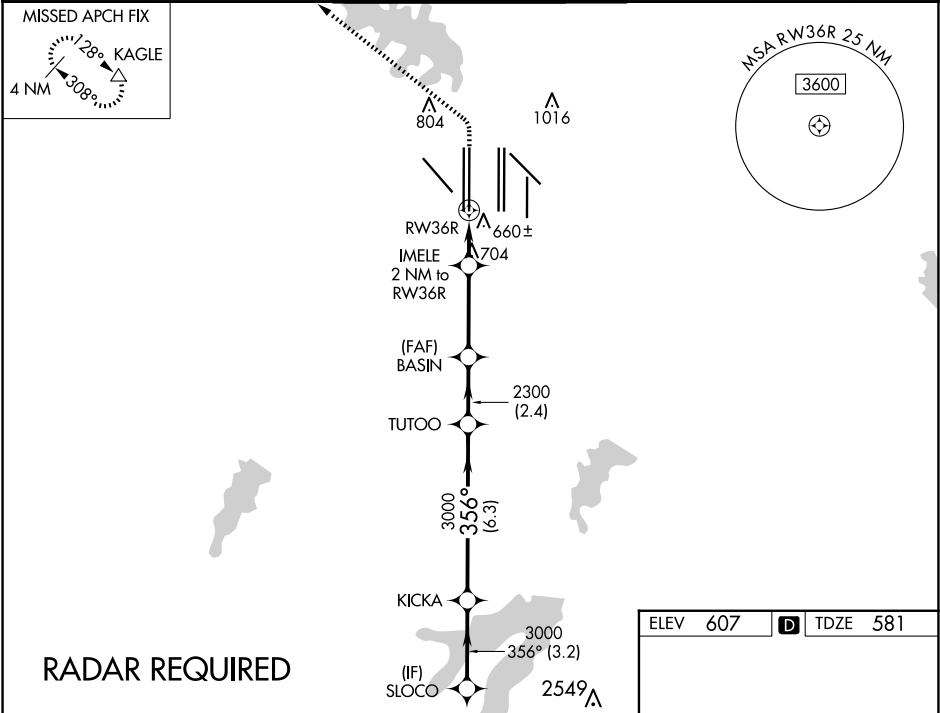 MISSED APCH FIX
128°
KAGLE
4 NM
308°
804
1016
MSA RW36R 25 NM
3600
RW36R
660±
704
IMELE
2 NM to
RW36R
(FAF)
BASIN
2300
(2.4)
TUTOO
3000
356°
(6.3)
KICKA
3000
356° (3.2)
(IF)
SLOCO
2549
RADAR REQUIRED
ELEV 607 D TDZE 581